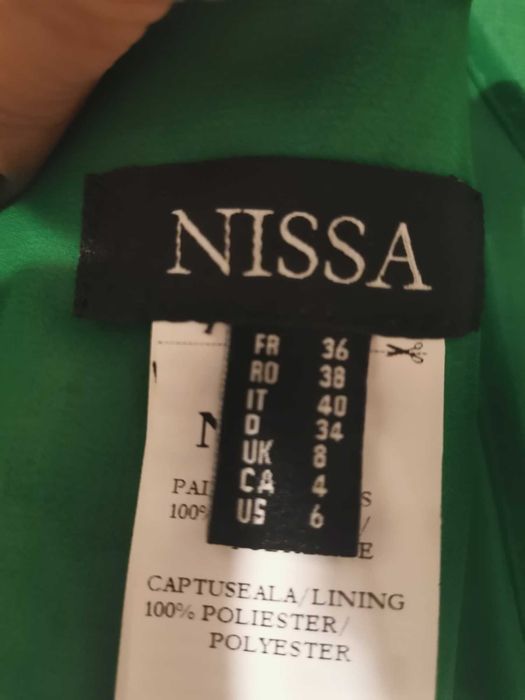 NISSA
FR 36
RO 38
IT 40
D 34
UK 8
CA 4
US 6
100%
CAPTUSEALA/LINING
100% POLIESTER/
POLYESTER